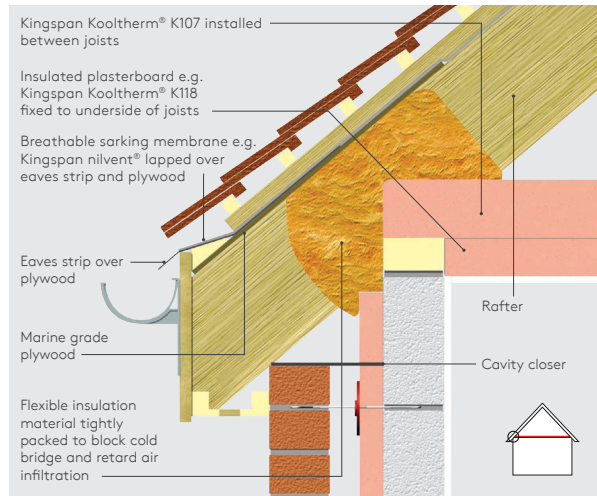 Kingspan Kooltherm® K107 installed
between joists
Insulated plasterboard e.g.
Kingspan Kooltherm® K118
fixed to underside of joists
Breathable sarking membrane e.g.
Kingspan nilvent® lapped over
eaves strip and plywood
Eaves strip over
plywood
Marine grade
plywood
Flexible insulation
material tightly
packed to block cold
bridge and retard air
infiltration
Rafter
Cavity closer